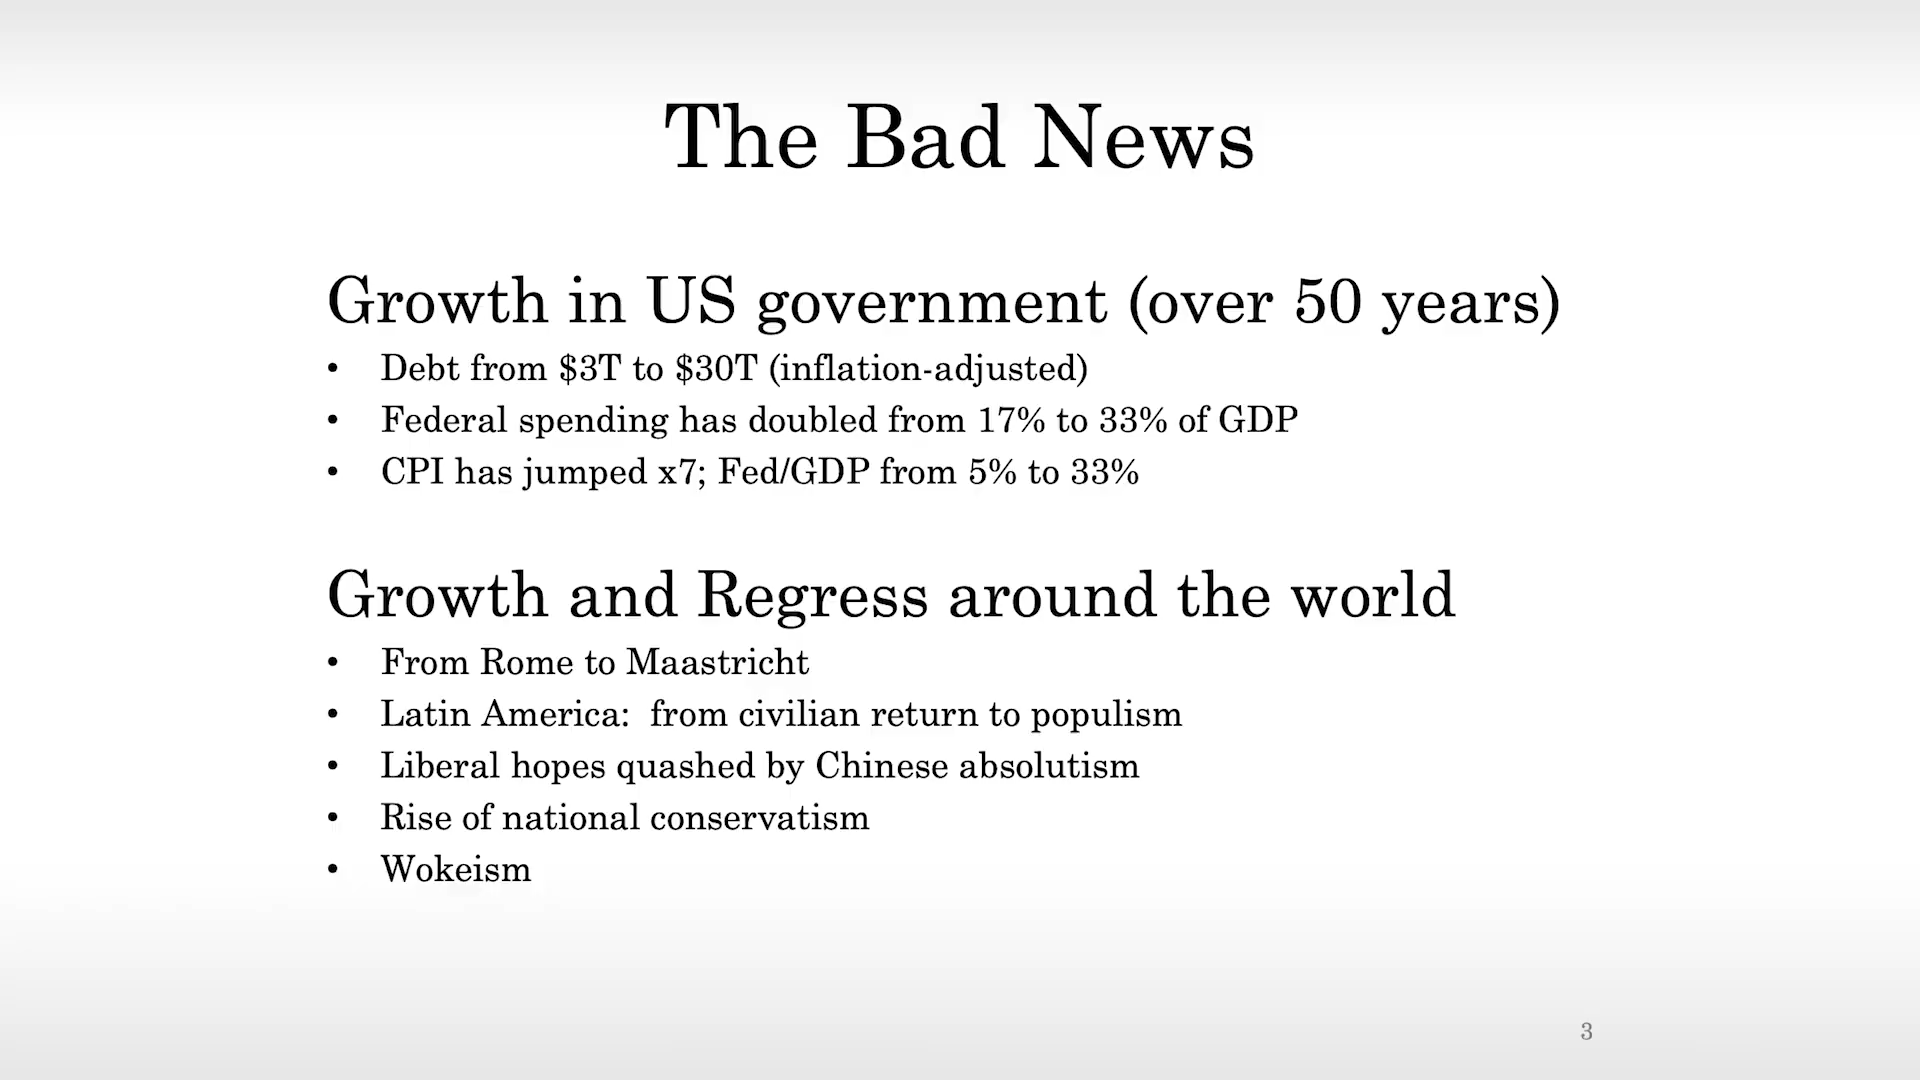 The Bad News
Growth in US government (over 50 years)
• Debt from $3T to $30T (inflation-adjusted)
• Federal spending has doubled from 17% to 33% of GDP
• CPI has jumped x7; Fed/GDP from 5% to 33%
Growth and Regress around the world
• From Rome to Maastricht
• Latin America:  from civilian return to populism
• Liberal hopes quashed by Chinese absolutism
• Rise of national conservatism
• Wokeism
3